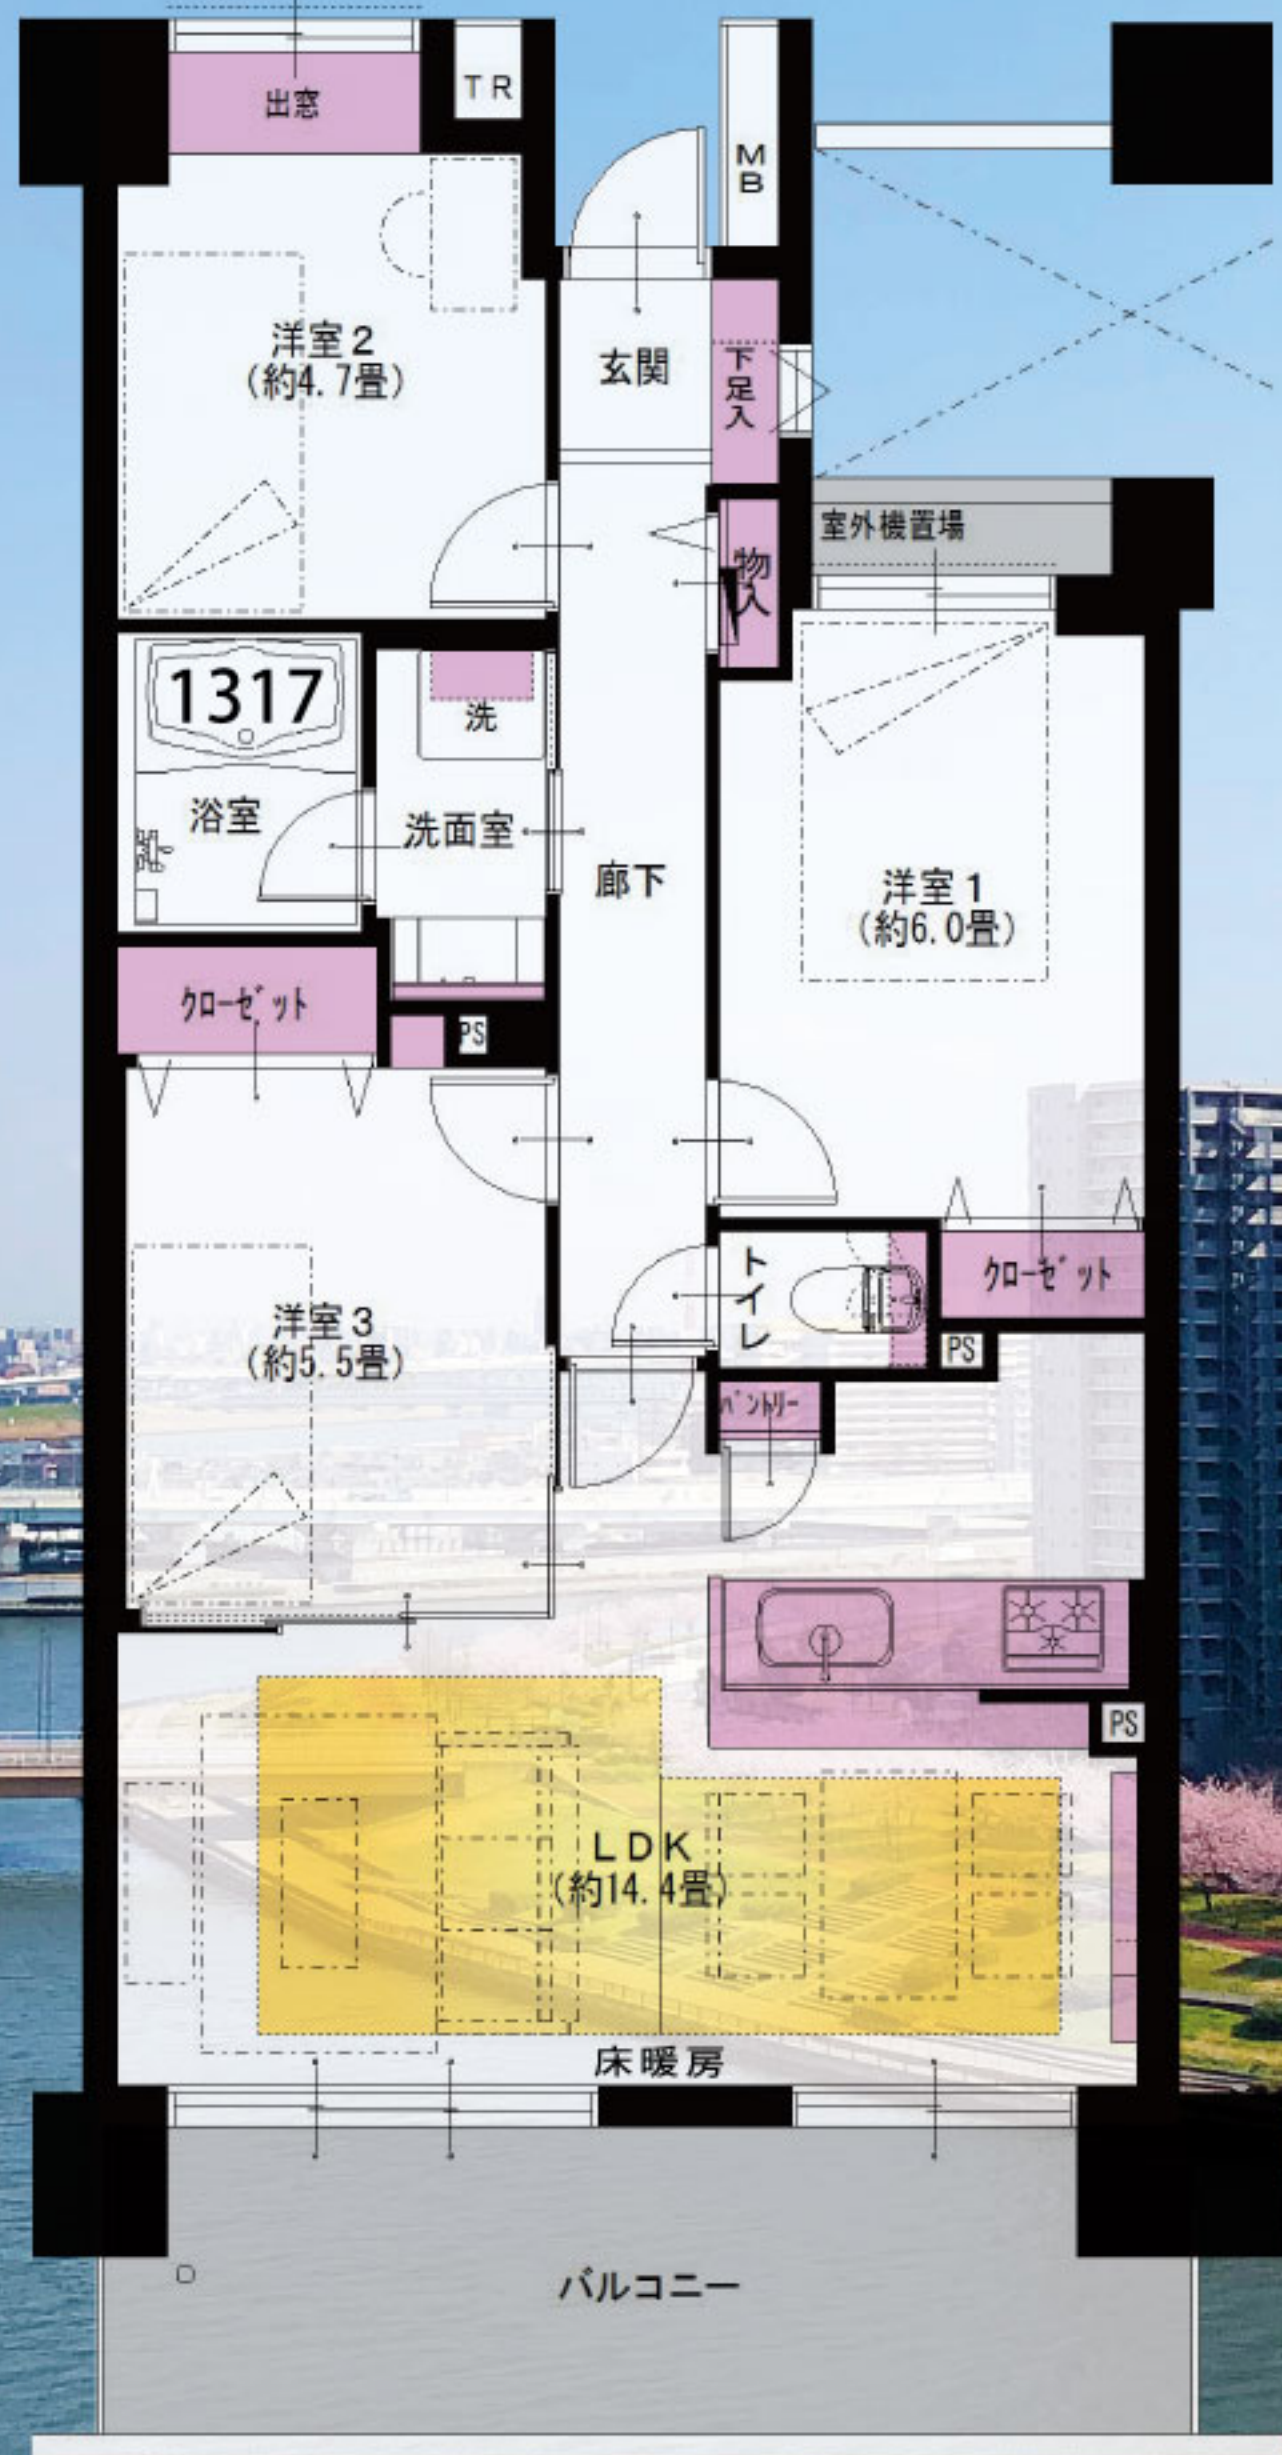 出窓
TR
MB
洋室2
(約4.7畳)
玄関
下足入
物入
室外機置場
1317
洗
浴室
洗面室
廊下
洋室1
(約6.0畳)
クローゼット
PS
トイレ
クローゼット
洋室3
(約5.5畳)
PS
パントリー
PS
LDK
(約14.4畳)
床暖房
バルコニー